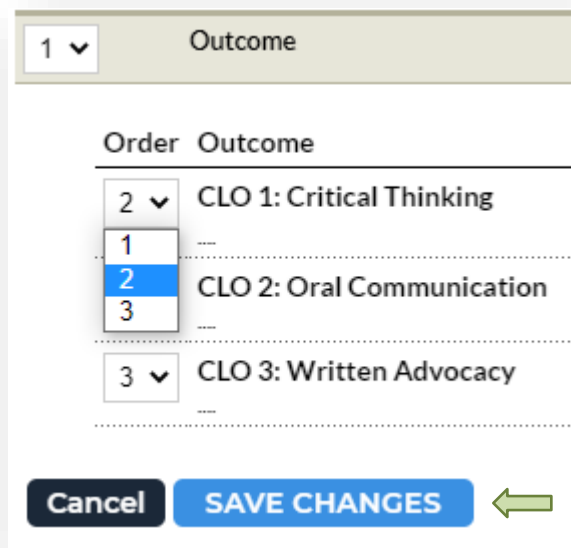 1 Outcome
Order Outcome
2 CLO 1: Critical Thinking
1
---
2
CLO 2: Oral Communication
3
---
3 CLO 3: Written Advocacy
---
Cancel SAVE CHANGES